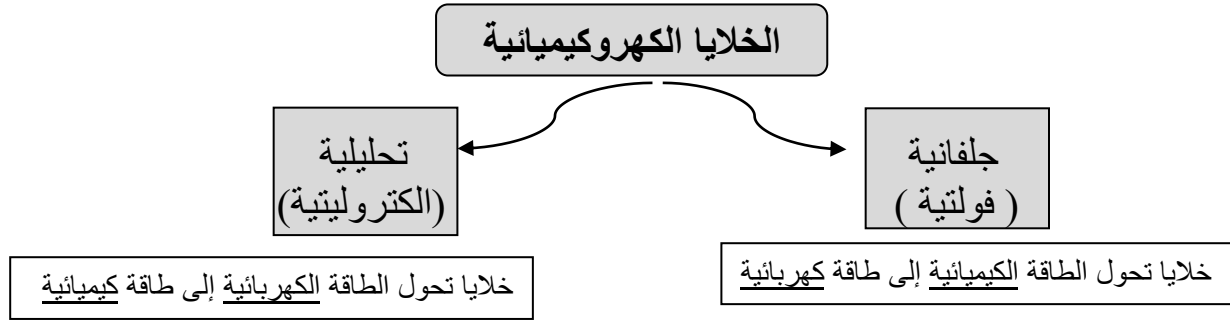 الخلايا الكهروكيميائية
جلفانية
( فولتية )
تحليلية
(الكتروليتية)
خلايا تحول الطاقة الكيميائية إلى طاقة كهربائية
خلايا تحول الطاقة الكهربائية إلى طاقة كيميائية